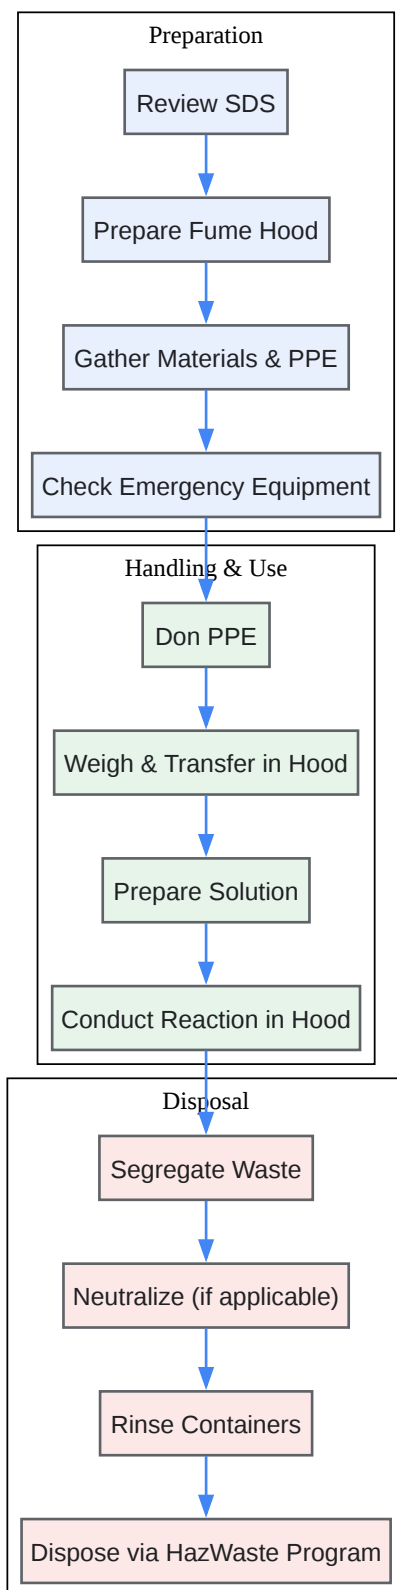 Preparation
Review SDS
Prepare Fume Hood
Gather Materials & PPE
Check Emergency Equipment
Handling & Use
Don PPE
Weigh & Transfer in Hood
Prepare Solution
Conduct Reaction in Hood
Disposal
Segregate Waste
Neutralize (if applicable)
Rinse Containers
Dispose via HazWaste Program